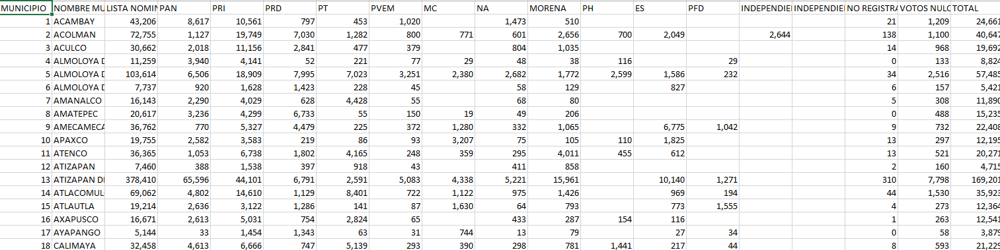 MUNICIPIO NOMBRE MU LISTA NOMIN PAN PRI PRD PT PVEM MC NA MORENA PH ES PFD INDEPENDIE INDEPENDIE NO REGISTRA VOTOS NULO TOTAL
1 ACAMBAY 43,206 8,617 10,561 797 453 1,020 1,473 510 21 1,209 24,661
2 ACOLMAN 72,755 1,127 19,749 7,030 1,282 800 771 601 2,656 700 2,049 2,644 138 1,100 40,647
3 ACULCO 30,662 2,018 11,156 2,841 477 379 804 1,035 14 968 19,692
4 ALMOLOYA D 11,259 3,940 4,141 52 221 77 29 48 38 116 29 0 133 8,824
5 ALMOLOYA D 103,614 6,506 18,909 7,995 7,023 3,251 2,380 2,682 1,772 2,599 1,586 232 34 2,516 57,485
6 ALMOLOYA D 7,737 920 1,628 1,423 228 45 58 129 827 6 157 5,421
7 AMANALCO 16,143 2,290 4,029 628 4,428 55 68 80 5 308 11,890
8 AMATEPEC 20,617 3,236 4,299 6,733 55 150 19 49 206 0 488 15,235
9 AMECAMECA 36,762 770 5,327 4,479 225 372 1,280 332 1,065 6,775 1,042 9 732 22,408
10 APAXCO 19,755 2,582 3,583 219 86 93 3,207 75 105 110 1,825 13 297 12,195
11 ATENCO 36,365 1,053 6,738 1,802 4,165 248 359 295 4,011 455 612 13 521 20,271
12 ATIZAPAN 7,460 388 1,538 397 918 43 411 858 2 160 4,715
13 ATIZAPAN DE 378,410 65,596 44,101 6,791 2,591 5,083 4,338 5,221 15,961 10,140 1,271 310 7,798 169,201
14 ATLACOMUL 69,062 4,802 14,610 1,129 8,401 722 1,122 975 1,426 969 194 44 1,530 35,923
15 ATLAUTLA 19,214 2,636 3,122 1,286 141 87 1,630 64 793 773 1,555 4 273 12,364
16 AXAPUSCO 16,671 2,613 5,031 754 2,824 65 433 287 154 116 1 263 12,541
17 AYAPANGO 5,144 33 1,454 1,343 63 31 744 13 79 27 34 0 58 3,879
18 CALIMAYA 32,458 4,613 6,666 747 5,139 293 390 298 781 1,441 217 44 8 593 21,229